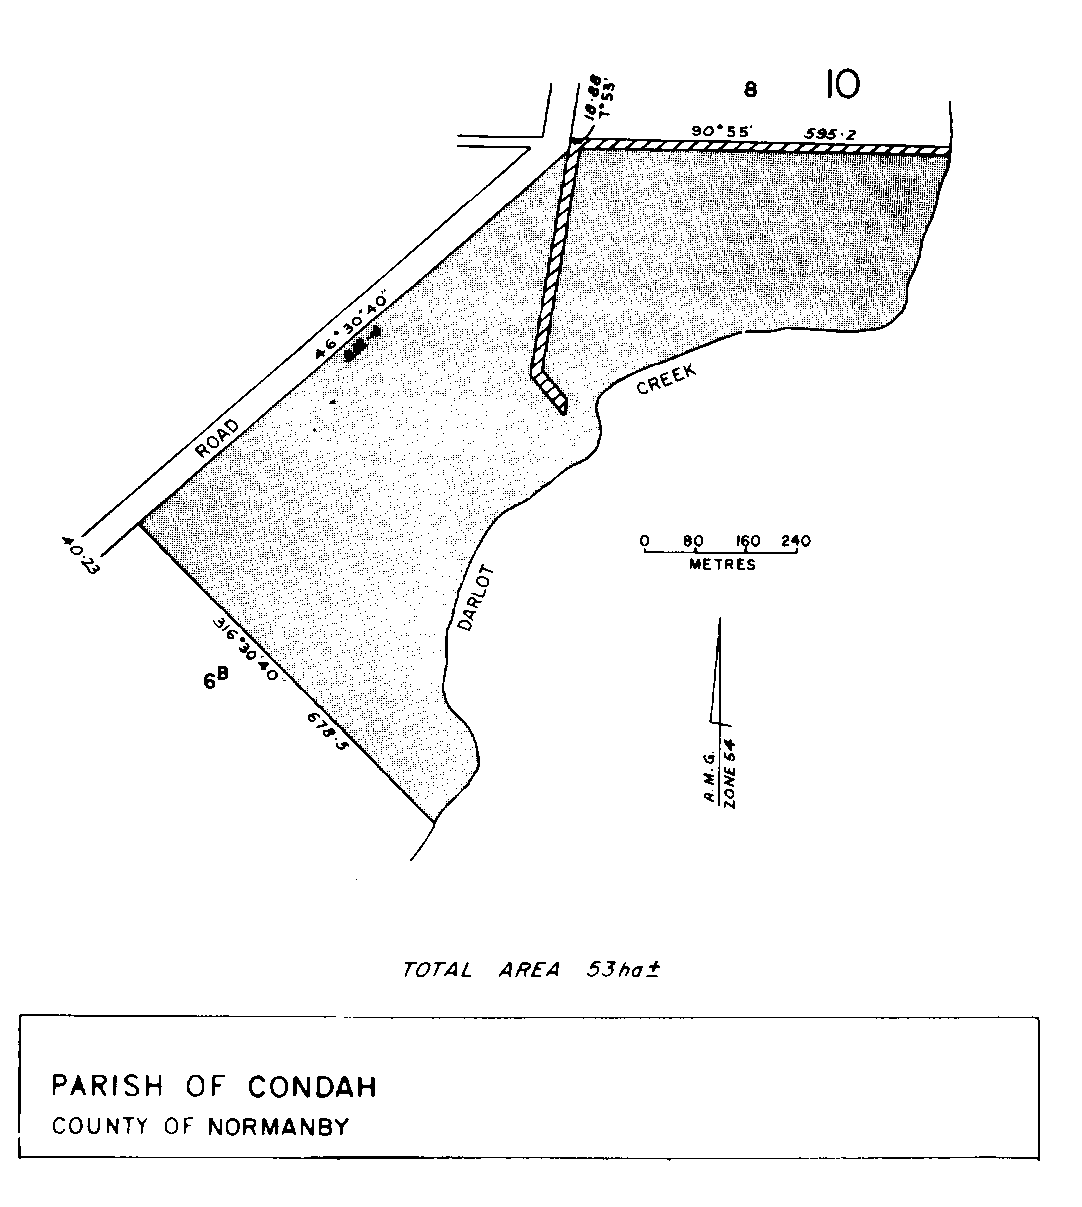 8 10
18·88
7°53'
90°55' 595·2
46°30'40"
ROAD
CREEK
40·23
0 80 160 240
METRES
DARLOT
316°30'40
6B
678·5
A.M.G.
ZONE 54
TOTAL AREA 53ha±
PARISH OF CONDAH
COUNTY OF NORMANBY